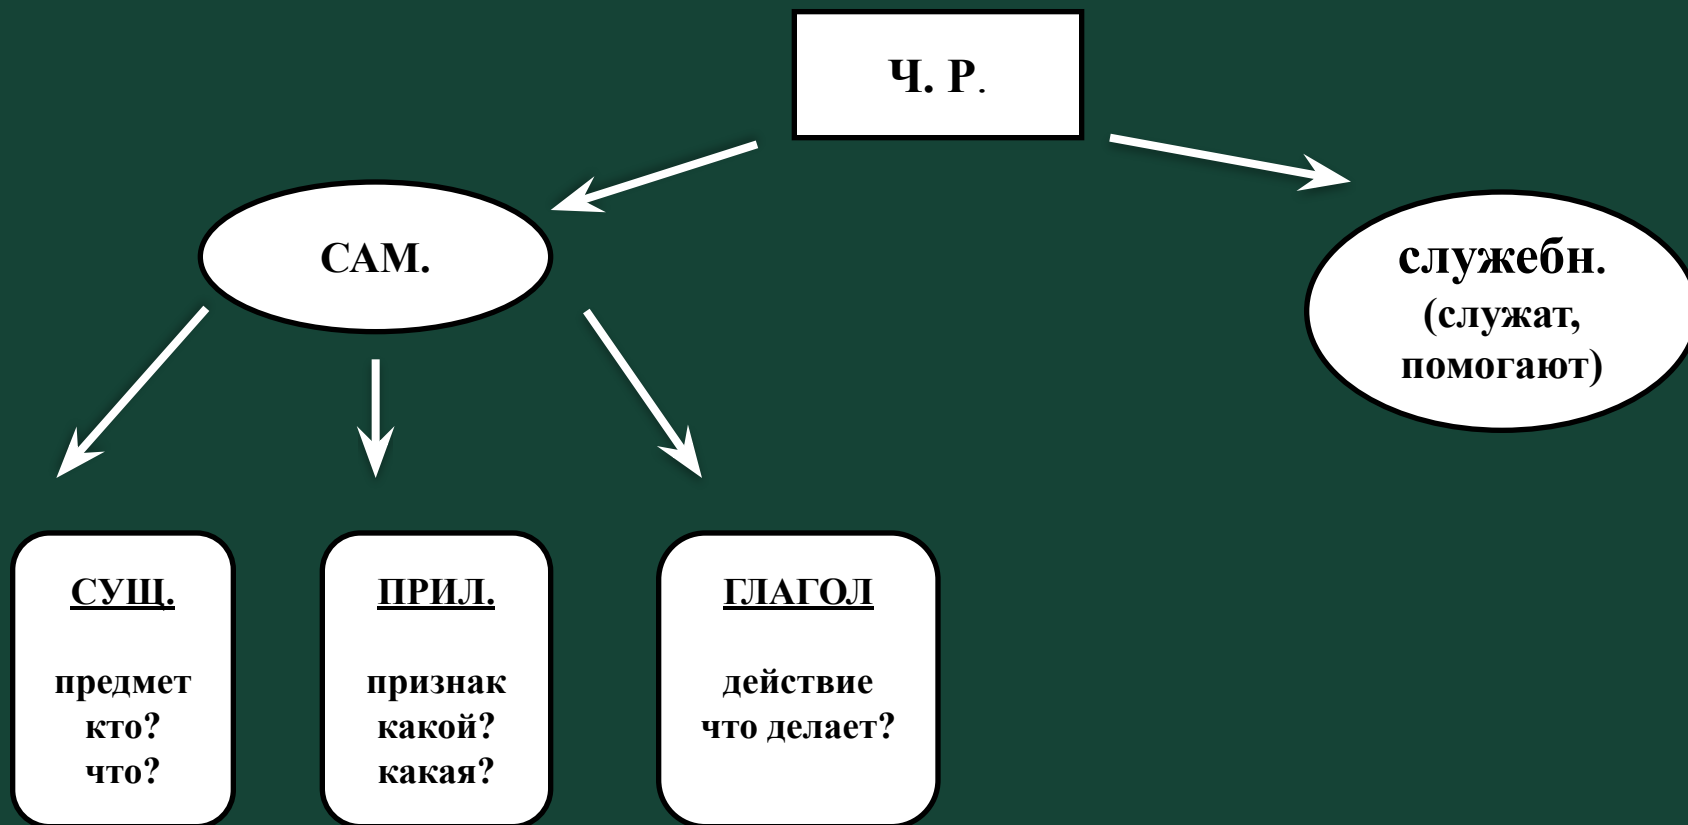 Ч. Р.
САМ.
служебн.
(служат,
помогают)
СУЩ.
предмет
кто?
что?
ПРИЛ.
признак
какой?
какая?
ГЛАГОЛ
действие
что делает?